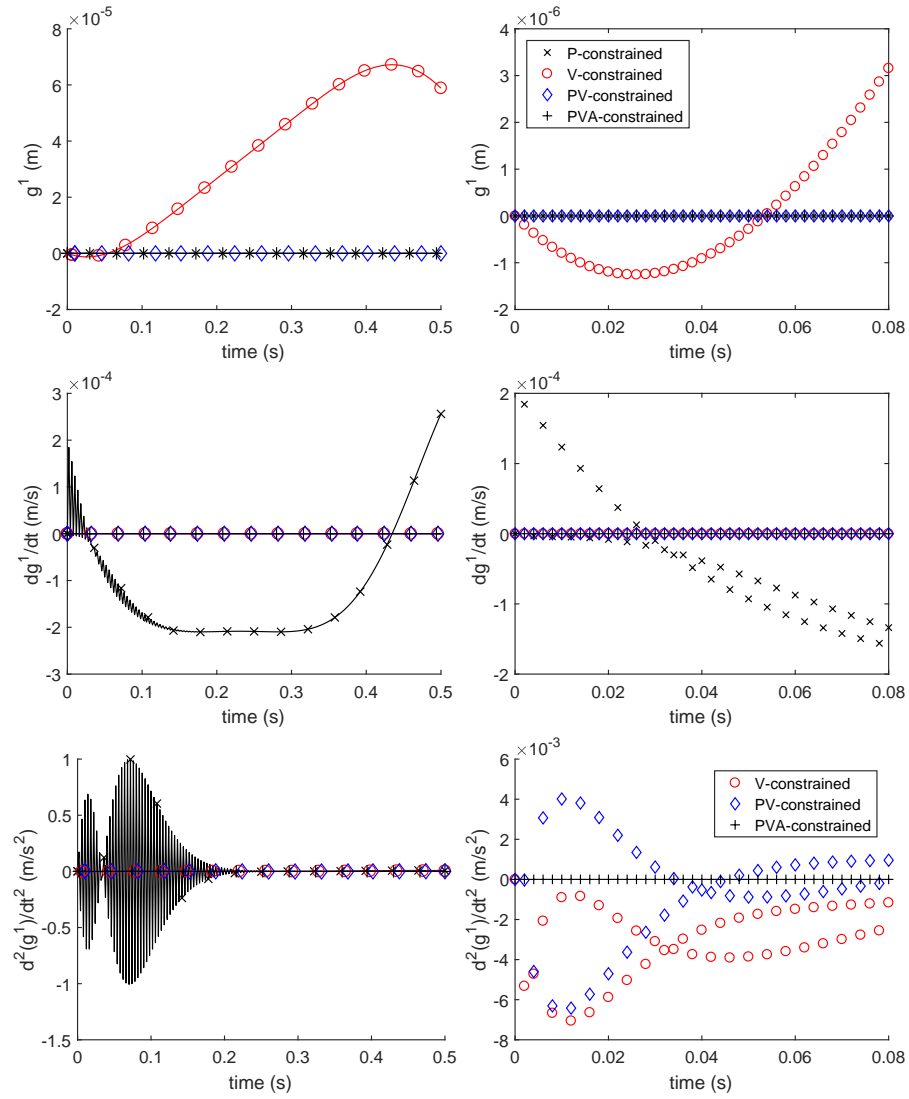 ×10⁻⁵
8
6
4
2
0
-2
g¹ (m)
0 0.1 0.2 0.3 0.4 0.5
time (s)
×10⁻⁶
4
3
2
1
0
-1
-2
g¹ (m)
P-constrained
V-constrained
PV-constrained
PVA-constrained
0 0.02 0.04 0.06 0.08
time (s)
×10⁻⁴
3
2
1
0
-1
-2
-3
dg¹/dt (m/s)
0 0.1 0.2 0.3 0.4 0.5
time (s)
×10⁻⁴
2
1
0
-1
-2
dg¹/dt (m/s)
0 0.02 0.04 0.06 0.08
time (s)
1
0.5
0
-0.5
-1
-1.5
d²(g¹)/dt² (m/s²)
0 0.1 0.2 0.3 0.4 0.5
time (s)
×10⁻³
6
4
2
0
-2
-4
-6
-8
d²(g¹)/dt² (m/s²)
V-constrained
PV-constrained
PVA-constrained
0 0.02 0.04 0.06 0.08
time (s)